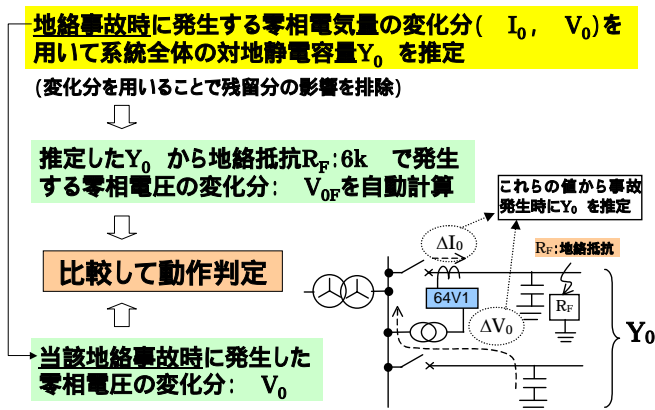 地絡事故時に発生する零相電気量の変化分( I0, V0)を
用いて系統全体の対地静電容量Y0 を推定
(変化分を用いることで残留分の影響を排除)
推定したY0 から地絡抵抗RF:6k で発生
する零相電圧の変化分: V0Fを自動計算
比較して動作判定
当該地絡事故時に発生した
零相電圧の変化分: V0
これらの値から事故
発生時にY0 を推定
ΔI0
RF:地絡抵抗
64V1
RF
ΔV0
Y0